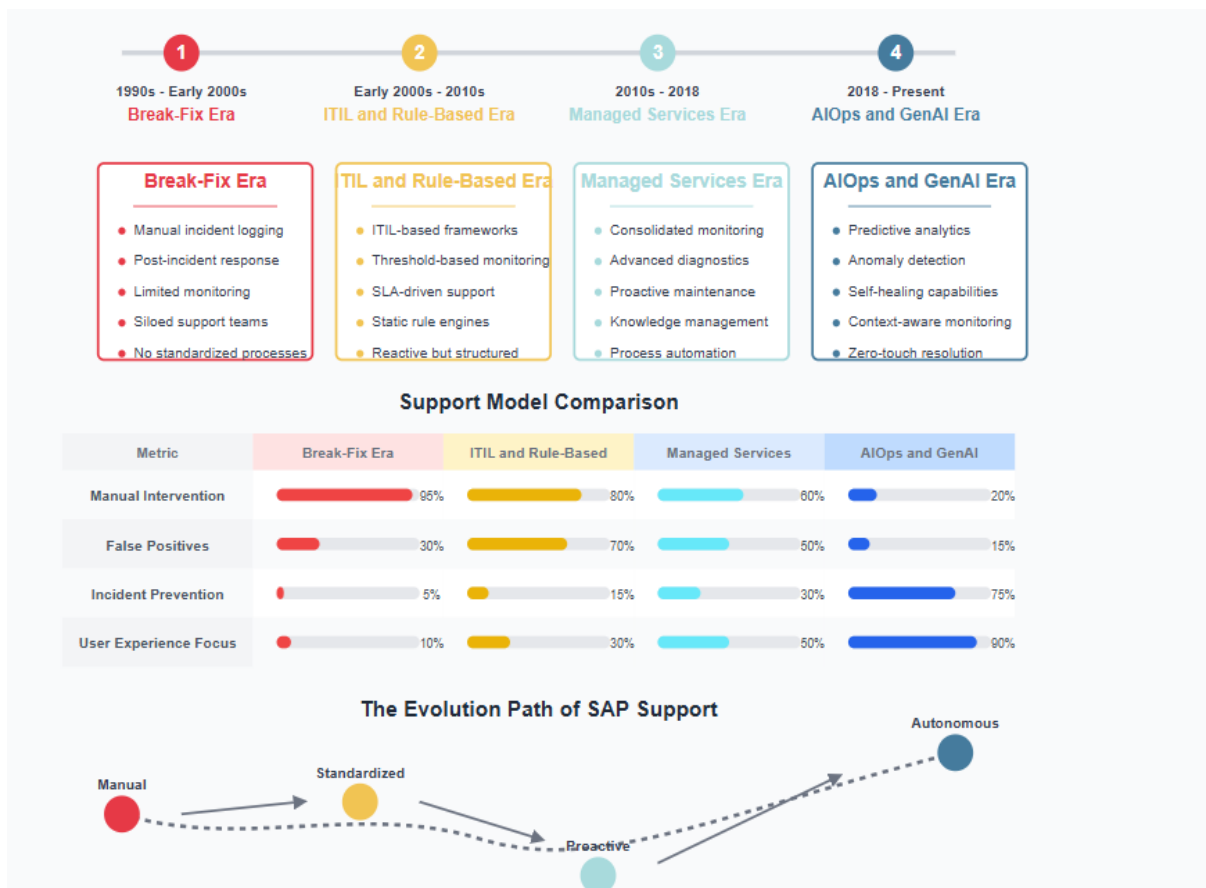 1
2
3
4
1990s - Early 2000s
Early 2000s - 2010s
2010s - 2018
2018 - Present
Break-Fix Era
ITIL and Rule-Based Era
Managed Services Era
AIOps and GenAI Era
Break-Fix Era
Manual incident logging
Post-incident response
Limited monitoring
Siloed support teams
No standardized processes
ITIL and Rule-Based Era
ITIL-based frameworks
Threshold-based monitoring
SLA-driven support
Static rule engines
Reactive but structured
Managed Services Era
Consolidated monitoring
Advanced diagnostics
Proactive maintenance
Knowledge management
Process automation
AIOps and GenAI Era
Predictive analytics
Anomaly detection
Self-healing capabilities
Context-aware monitoring
Zero-touch resolution
Support Model Comparison
Metric Break-Fix Era ITIL and Rule-Based Managed Services AIOps and GenAI
Manual Intervention 95% 80% 60% 20%
False Positives 30% 70% 50% 15%
Incident Prevention 5% 15% 30% 75%
User Experience Focus 10% 30% 50% 90%
The Evolution Path of SAP Support
Manual
Standardized
Proactive
Autonomous